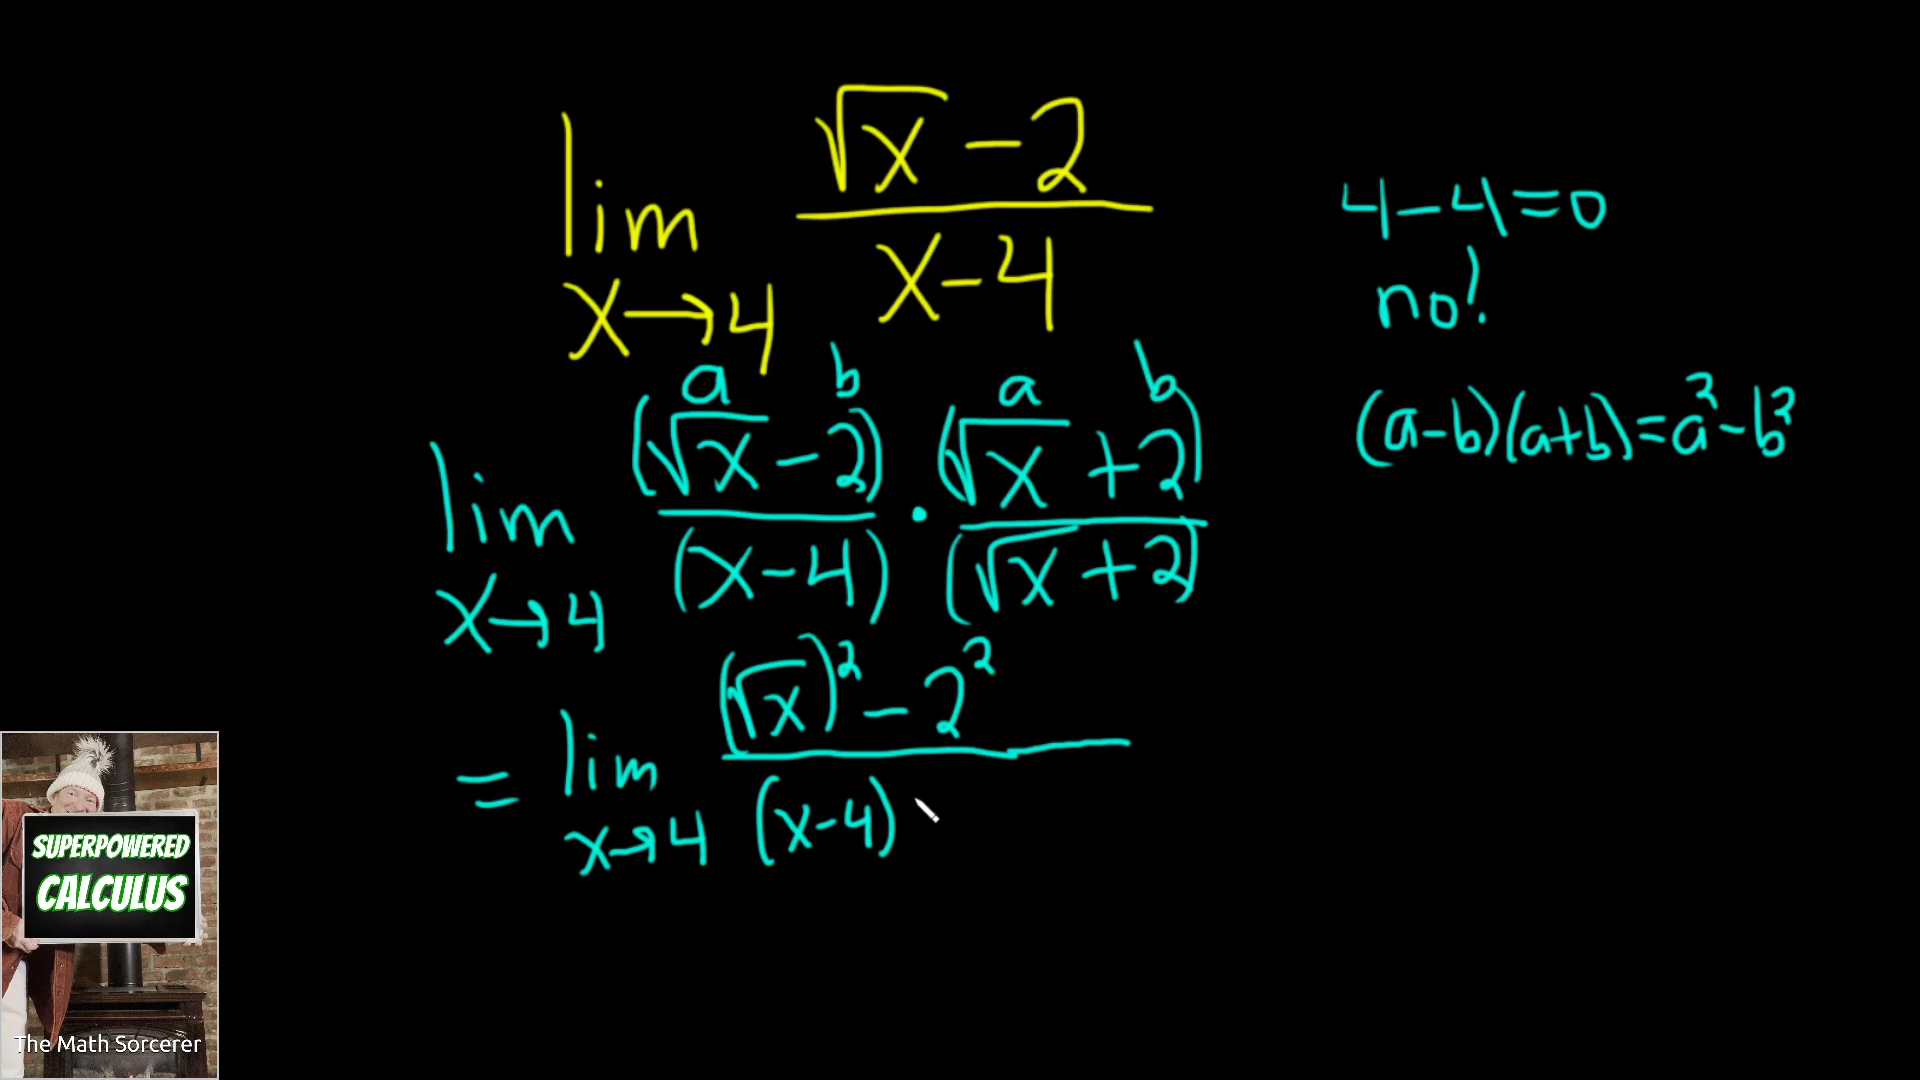 lim x→4 (√x − 2)/(x − 4)
4 − 4 = 0
no!
a b a b
(a−b)(a+b) = a² − b²
lim x→4 (√x − 2)/(x − 4) · (√x + 2)/(√x + 2)
= lim x→4 ((√x)² − 2²)/(x − 4)
SUPERPOWERED
CALCULUS
The Math Sorcerer